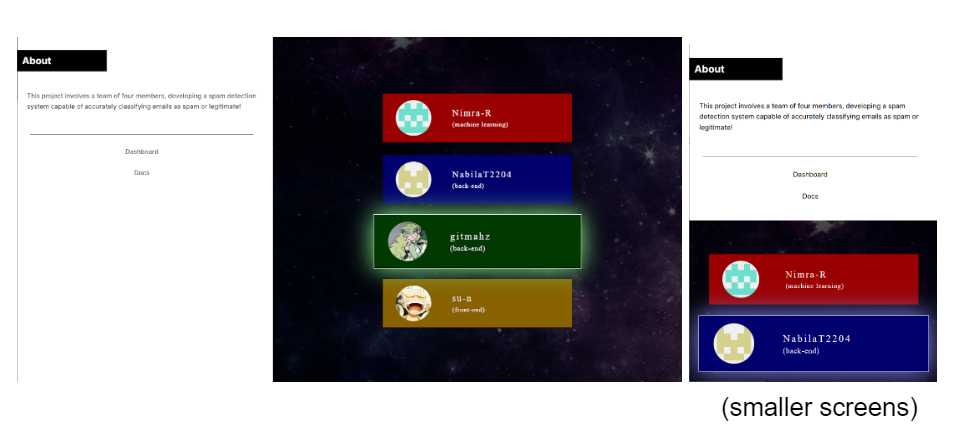 About
This project involves a team of four members, developing a spam detection
system capable of accurately classifying emails as spam or legitimate!
Dashboard
Docs
Nimra-R
(machine learning)
NabilaT2204
(back-end)
gitmahz
(back-end)
su-n
(front-end)
About
This project involves a team of four members, developing a spam
detection system capable of accurately classifying emails as spam or
legitimate!
Dashboard
Docs
Nimra-R
(machine learning)
NabilaT2204
(back-end)
(smaller screens)